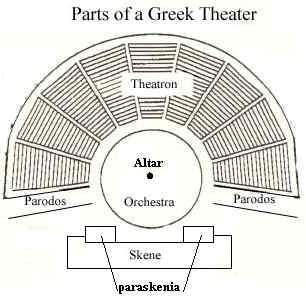 Parts of a Greek Theater
Theatron
Altar
Orchestra
Parodos
Parodos
Skene
paraskenia